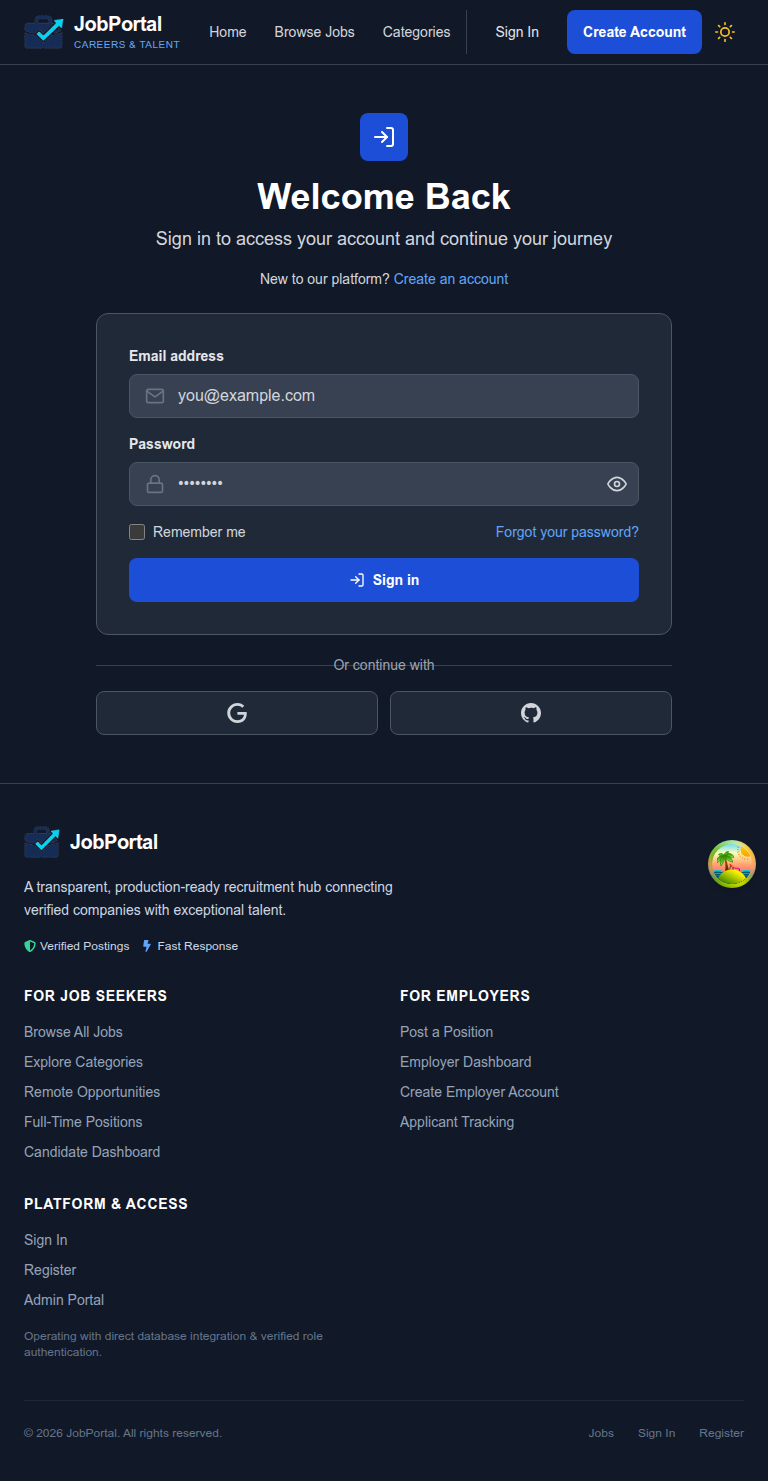 JobPortal
CAREERS & TALENT
Home
Browse Jobs
Categories
Sign In
Create Account
Welcome Back
Sign in to access your account and continue your journey
New to our platform? Create an account
Email address
you@example.com
Password
••••••••
Remember me
Forgot your password?
Sign in
Or continue with
JobPortal
A transparent, production-ready recruitment hub connecting
verified companies with exceptional talent.
Verified Postings
Fast Response
FOR JOB SEEKERS
Browse All Jobs
Explore Categories
Remote Opportunities
Full-Time Positions
Candidate Dashboard
FOR EMPLOYERS
Post a Position
Employer Dashboard
Create Employer Account
Applicant Tracking
PLATFORM & ACCESS
Sign In
Register
Admin Portal
Operating with direct database integration & verified role
authentication.
© 2026 JobPortal. All rights reserved.
Jobs
Sign In
Register